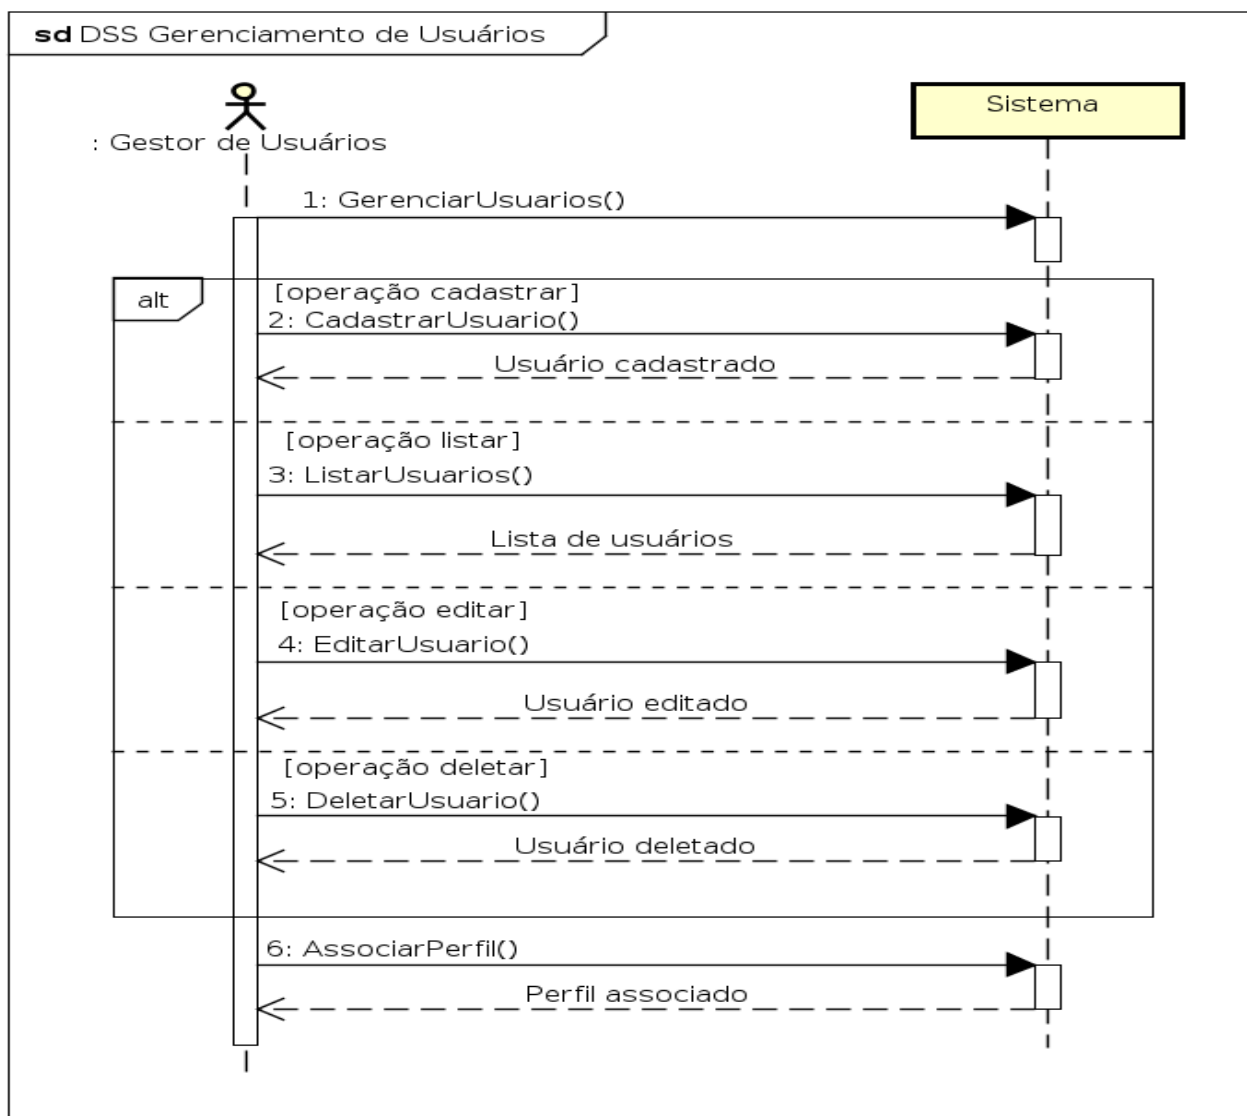 sd DSS Gerenciamento de Usuários
Sistema
: Gestor de Usuários
1: GerenciarUsuarios()
alt
[operação cadastrar]
2: CadastrarUsuario()
Usuário cadastrado
[operação listar]
3: ListarUsuarios()
Lista de usuários
[operação editar]
4: EditarUsuario()
Usuário editado
[operação deletar]
5: DeletarUsuario()
Usuário deletado
6: AssociarPerfil()
Perfil associado